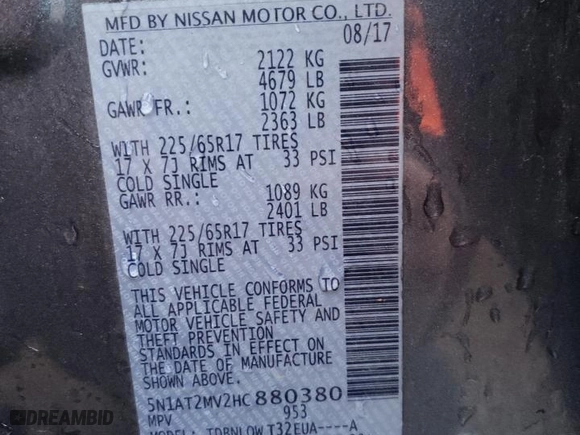 MFD BY NISSAN MOTOR CO., LTD.
DATE: 08/17
GVWR: 2122 KG
4679 LB
GAWR FR.: 1072 KG
2363 LB
WITH 225/65R17 TIRES
17 X 7J RIMS AT 33 PSI
COLD SINGLE
GAWR RR.: 1089 KG
2401 LB
WITH 225/65R17 TIRES
17 X 7J RIMS AT 33 PSI
COLD SINGLE
THIS VEHICLE CONFORMS TO
ALL APPLICABLE FEDERAL
MOTOR VEHICLE SAFETY AND
THEFT PREVENTION
STANDARDS IN EFFECT ON
THE DATE OF MANUFACTURE
SHOWN ABOVE.
5N1AT2MV2HC880380
MPV 953
MODEL: TDBNLQW T32EUA----A
DREAMBID